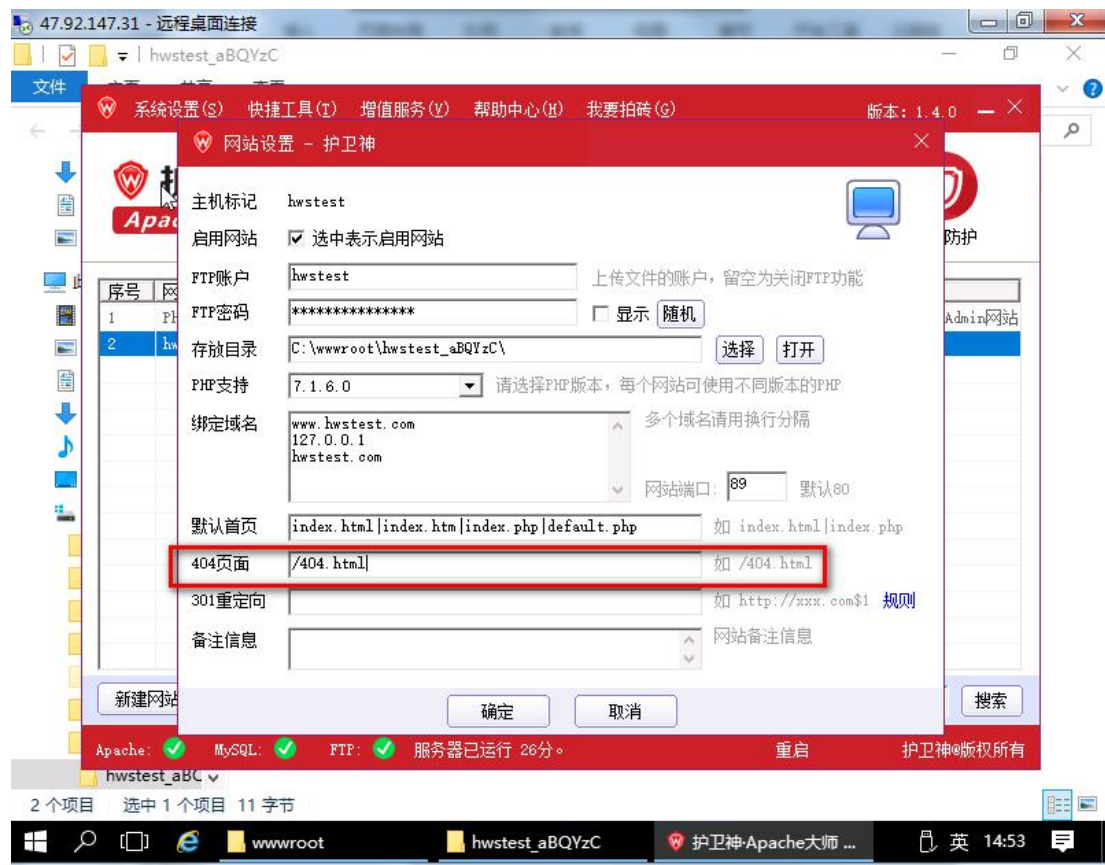 47.92.147.31 - 远程桌面连接
hwstest_aBQYzC
文件
系统设置(S) 快捷工具(T) 增值服务(V) 帮助中心(H) 我要拍砖(G) 版本: 1.4.0
网站设置 - 护卫神
主机标记 hwstest
启用网站 选中表示启用网站
防护
FTP账户 hwstest 上传文件的账户，留空为关闭FTP功能
序号
FTP密码 *************** 显示 随机
1 Admin网站
存放目录 C:\wwwroot\hwstest_aBQYzC\ 选择 打开
2 hw
PHP支持 7.1.6.0 请选择PHP版本，每个网站可使用不同版本的PHP
绑定域名 www.hwstest.com 多个域名请用换行分隔
127.0.0.1
hwstest.com
网站端口: 89 默认80
默认首页 index.html|index.htm|index.php|default.php 如 index.html|index.php
404页面 /404.html 如 /404.html
301重定向 如 http://xxx.com$1 规则
备注信息 网站备注信息
新建网站 搜索
确定 取消
Apache: MySQL: FTP: 服务器已运行 26分。 重启 护卫神@版权所有
hwstest_aBC
2 个项目 选中 1 个项目 11 字节
wwwroot hwstest_aBQYzC 护卫神·Apache大师 ... 英 14:53